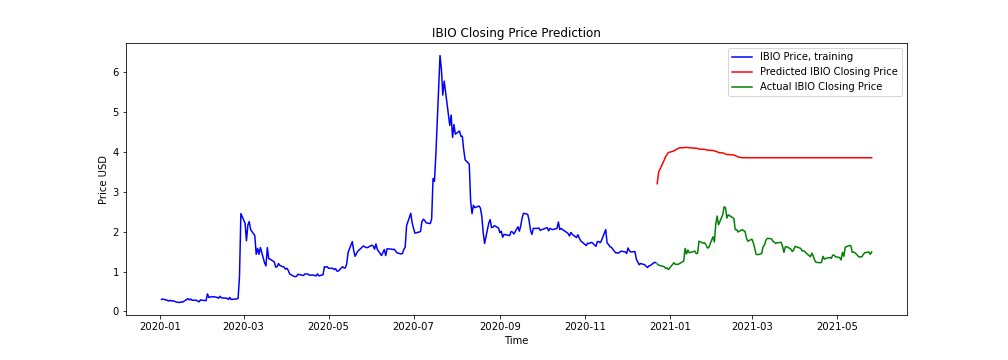 IBIO Closing Price Prediction
IBIO Price, training
Predicted IBIO Closing Price
Actual IBIO Closing Price
Price USD
6
5
4
3
2
1
0
2020-01
2020-03
2020-05
2020-07
2020-09
2020-11
2021-01
2021-03
2021-05
Time